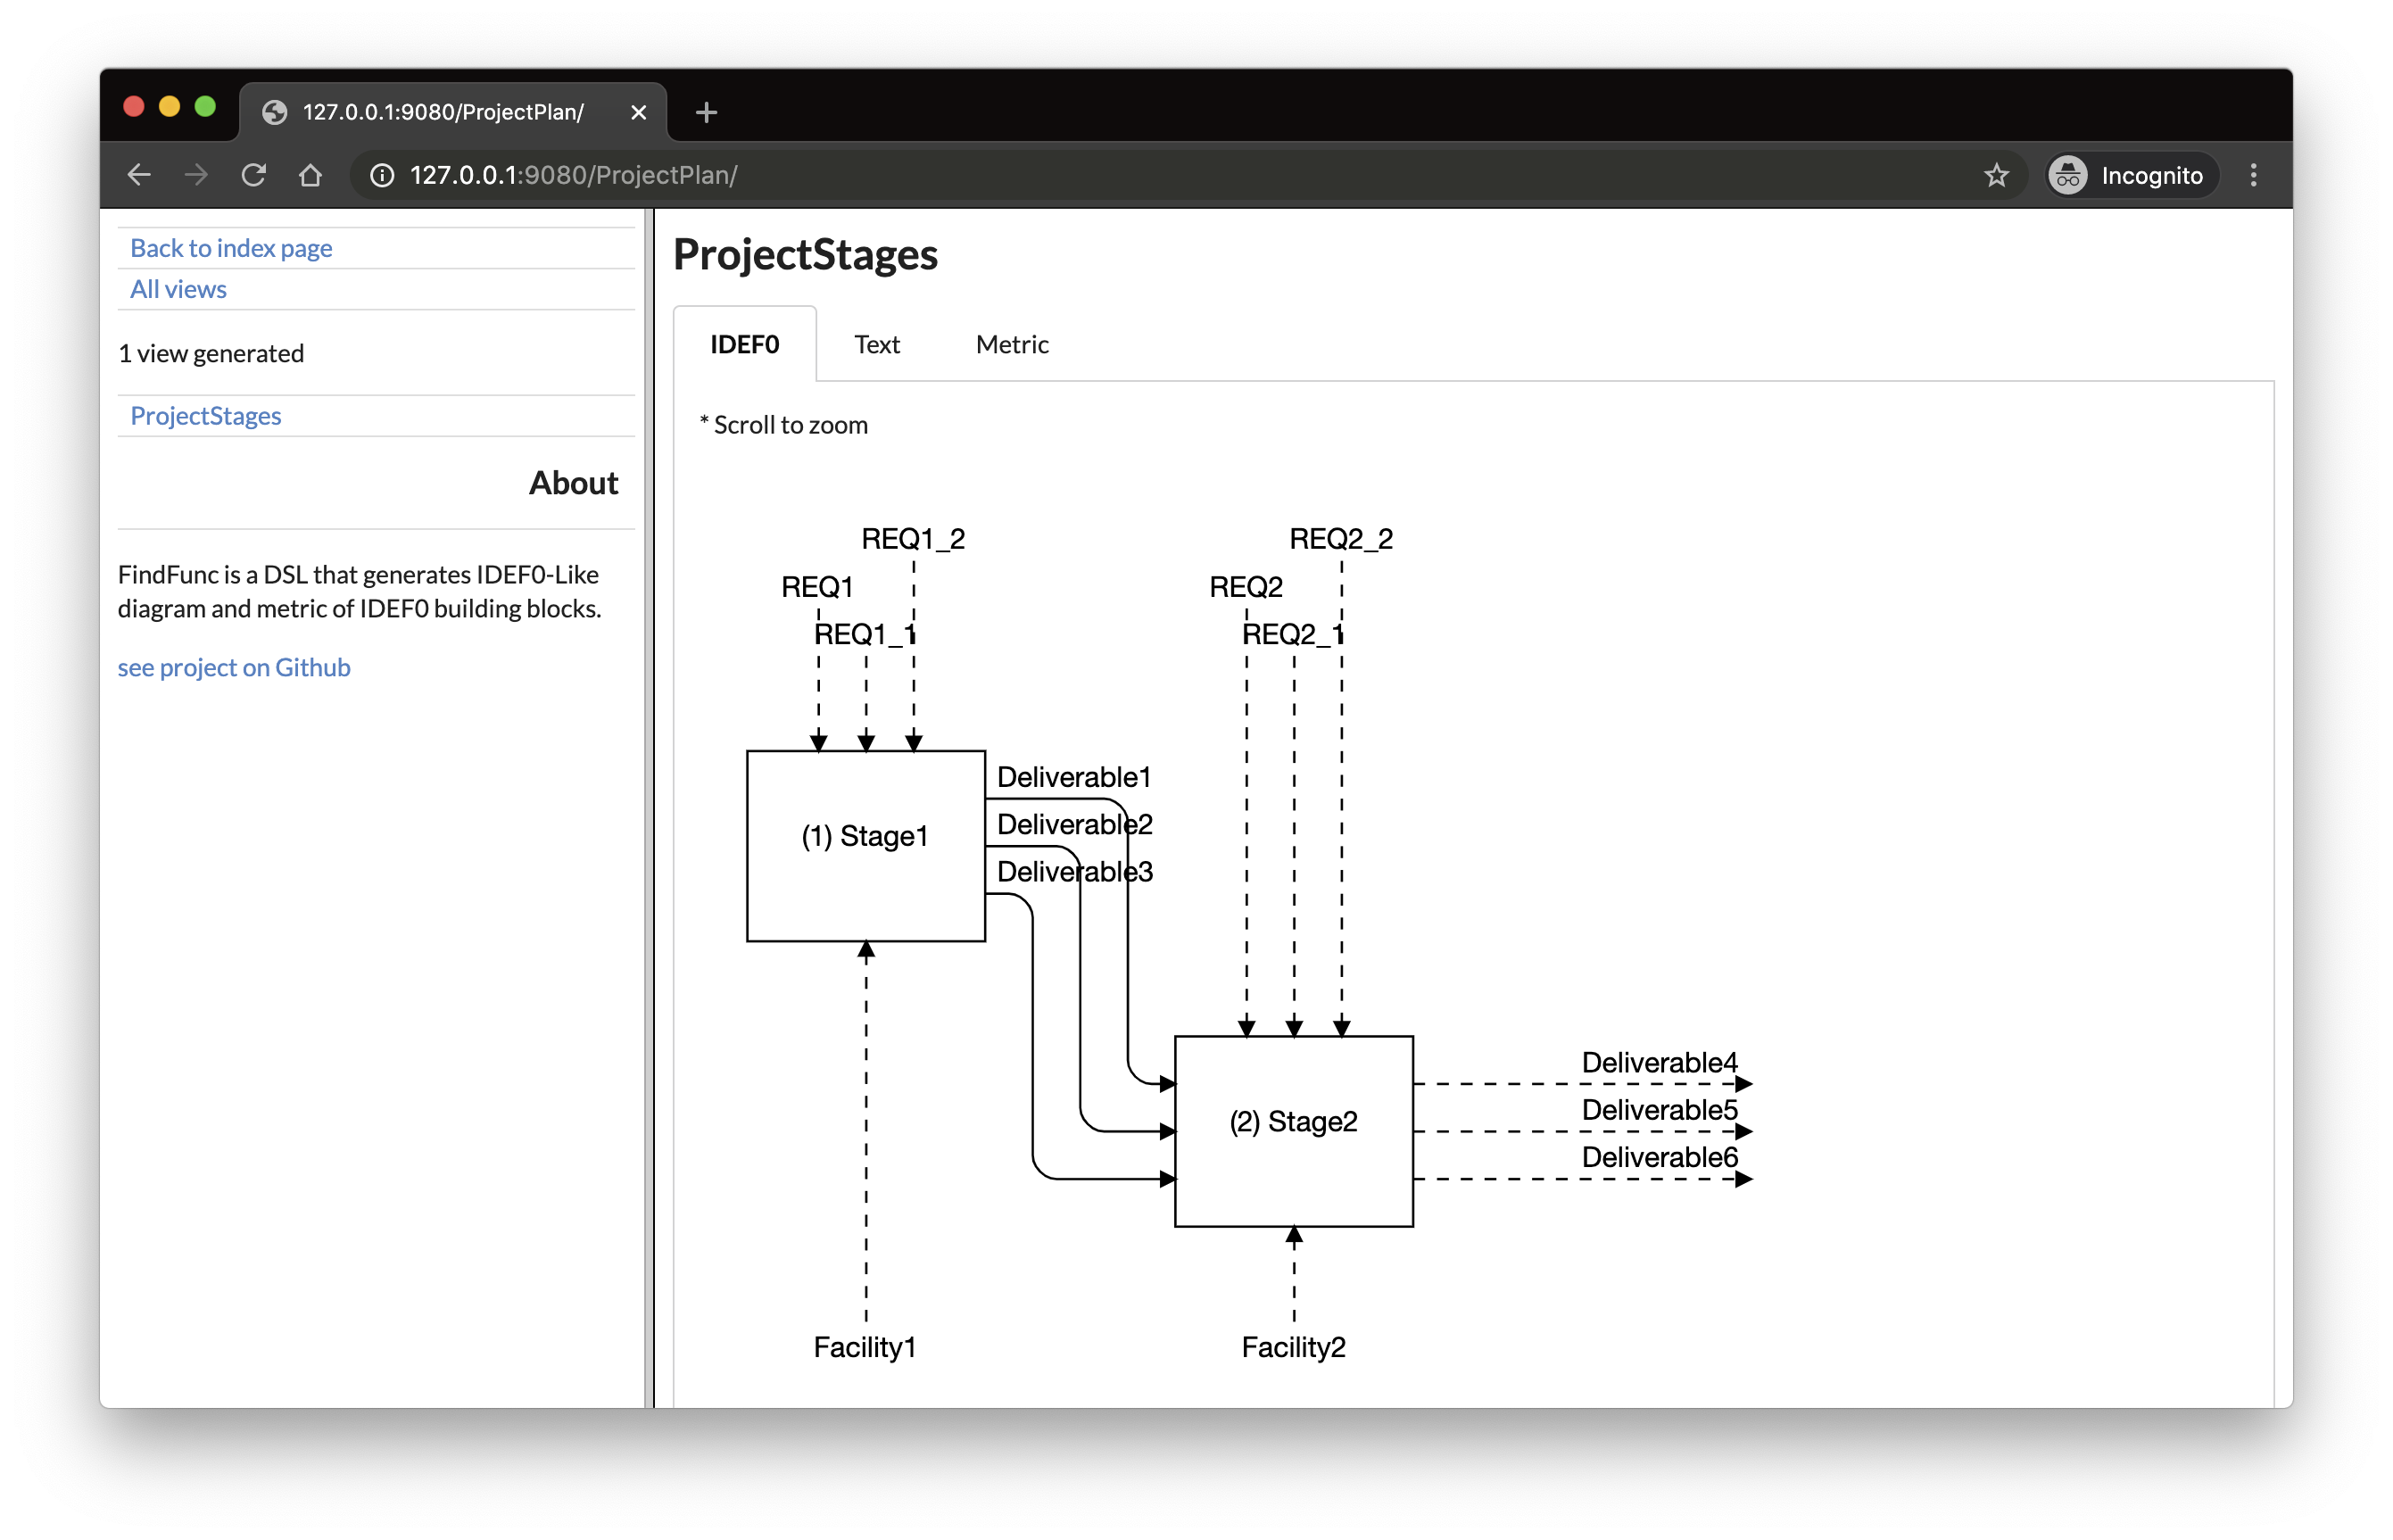 127.0.0.1:9080/ProjectPlan/
127.0.0.1:9080/ProjectPlan/
Incognito
Back to index page
All views
1 view generated
ProjectStages
About
FindFunc is a DSL that generates IDEF0-Like
diagram and metric of IDEF0 building blocks.
see project on Github
ProjectStages
IDEF0
Text
Metric
* Scroll to zoom
REQ1_2
REQ2_2
REQ1
REQ2
REQ1_1
REQ2_1
Deliverable1
Deliverable2
(1) Stage1
Deliverable3
Deliverable4
Deliverable5
(2) Stage2
Deliverable6
Facility1
Facility2